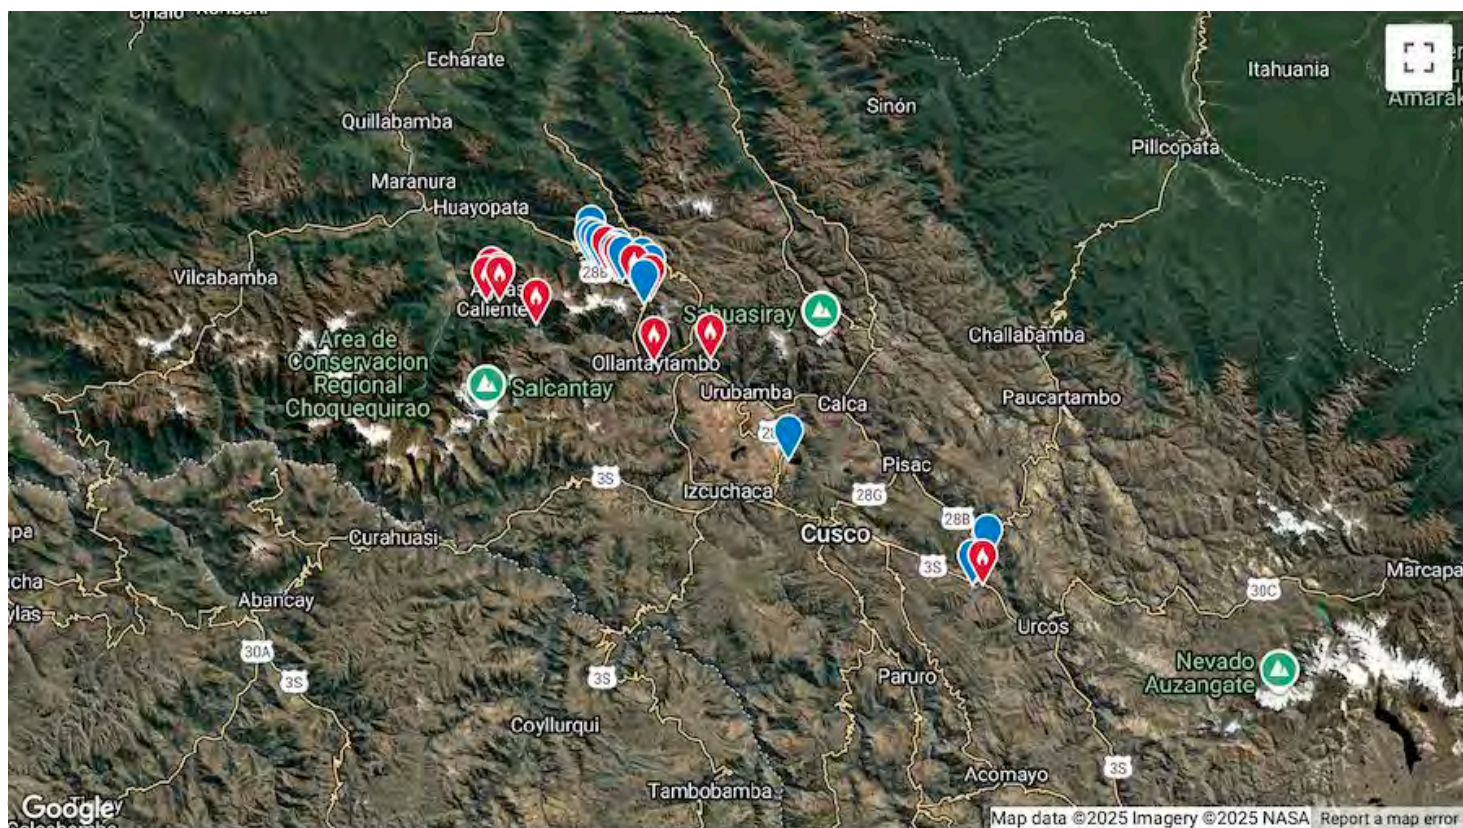 Echarate
Itahuania
Sinón
Quillabamba
Pillcopata
Maranura
Huayopata
Vilcabamba
28B
Caliente
Sahuasiray
Challabamba
Area de
Conservacion
Regional
Choquequirao
Ollantaytambo
Salcantay
Urubamba
Calca
Paucartambo
Pisac
3S
Izcuchaca
28G
28B
Cusco
Curahuasi
3S
Marcapa
30C
Abancay
Urcos
30A
3S
3S
Nevado
Auzangate
Paruro
Coyllurqui
3S
Acomayo
Tambobamba
Google
Map data ©2025 Imagery ©2025 NASA
Report a map error